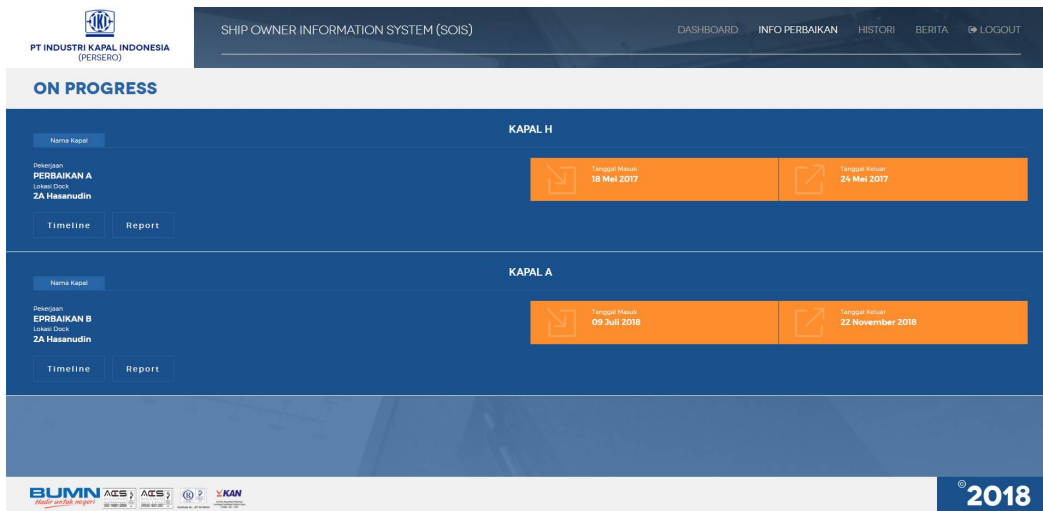 IKI
PT INDUSTRI KAPAL INDONESIA
(PERSERO)
SHIP OWNER INFORMATION SYSTEM (SOIS)
DASHBOARD INFO PERBAIKAN HISTORI BERITA LOGOUT
ON PROGRESS
KAPAL H
Nama Kapal
Pekerjaan
PERBAIKAN A
Lokasi Dock
2A Hasanudin
Tanggal Masuk
18 Mei 2017
Tanggal Keluar
24 Mei 2017
Timeline Report
KAPAL A
Nama Kapal
Pekerjaan
EPRBAIKAN B
Lokasi Dock
2A Hasanudin
Tanggal Masuk
09 Juli 2018
Tanggal Keluar
22 November 2018
Timeline Report
BUMN
Hadir untuk negeri
KAN
©2018